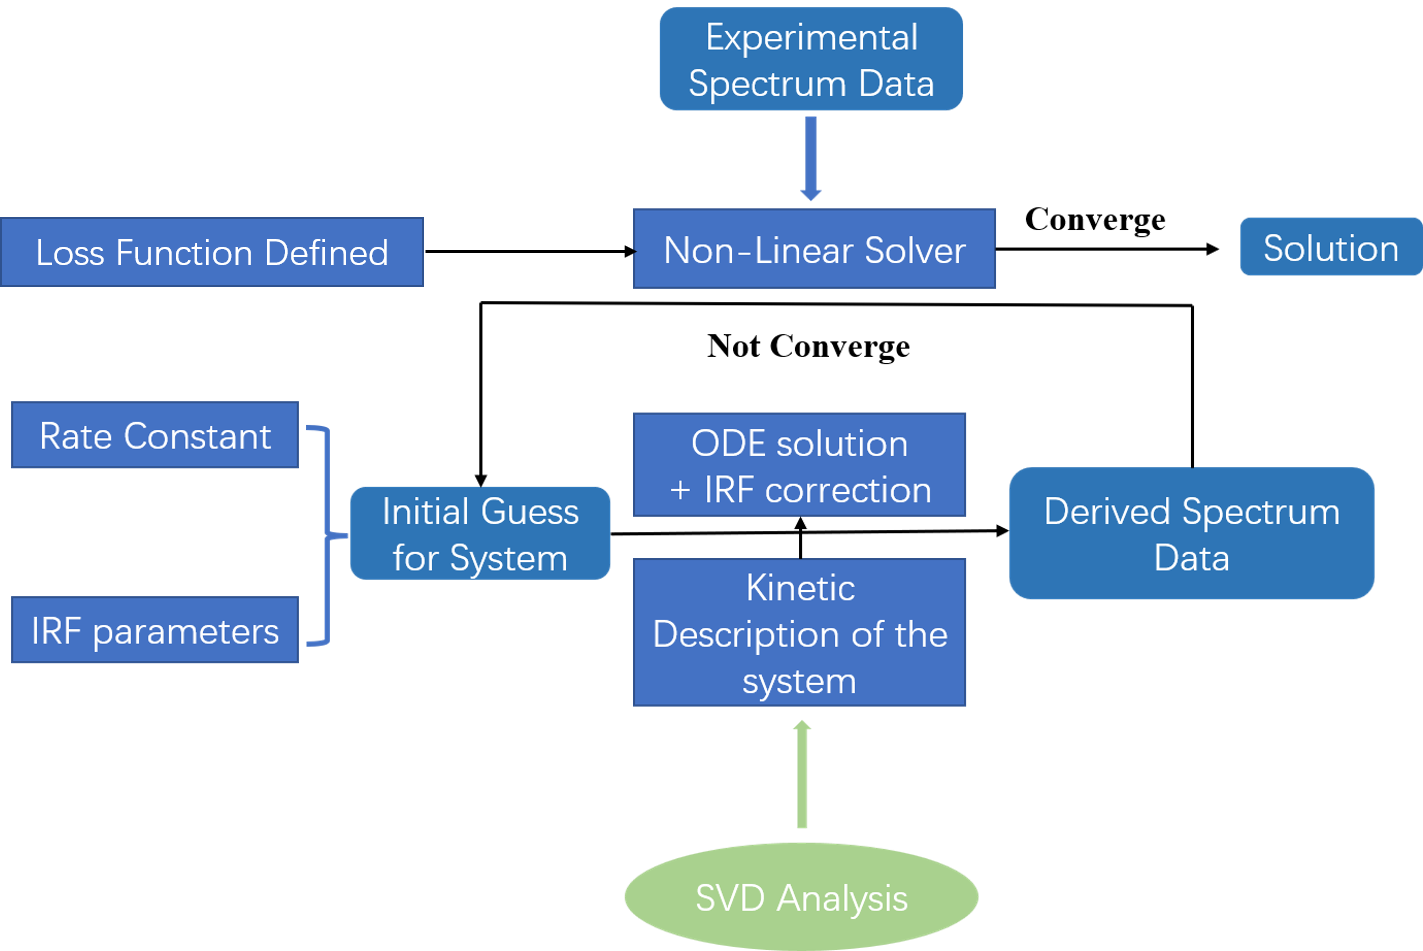 Experimental
Spectrum Data
Loss Function Defined
Non-Linear Solver
Converge
Solution
Not Converge
Rate Constant
IRF parameters
Initial Guess
for System
ODE solution
+ IRF correction
Kinetic
Description of the
system
Derived Spectrum
Data
SVD Analysis